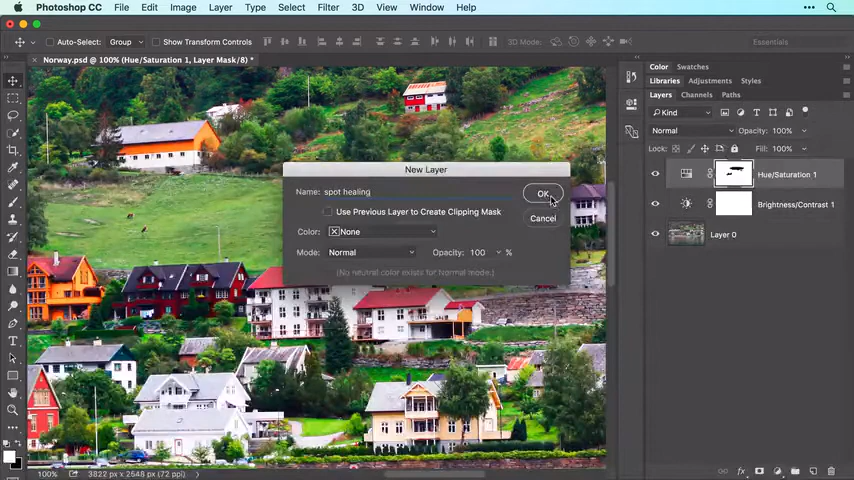 Photoshop CC File Edit Image Layer Type Select Filter 3D View Window Help
Auto-Select: Group Show Transform Controls 3D Mode: Essentials
Norway.psd @ 100% (Hue/Saturation 1, Layer Mask/8) *
Color Swatches
Libraries Adjustments Styles
Layers Channels Paths
Kind
Normal Opacity: 100%
Lock: Fill: 100%
Hue/Saturation 1
Brightness/Contrast 1
Layer 0
New Layer
Name: spot healing
OK
Use Previous Layer to Create Clipping Mask
Cancel
Color: None
Mode: Normal Opacity: 100 %
(No neutral color exists for Normal mode.)
100% 3822 px x 2548 px (72 ppi)
fx